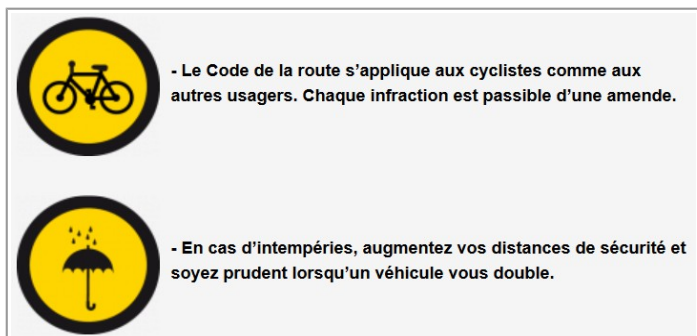 - Le Code de la route s’applique aux cyclistes comme aux
autres usagers. Chaque infraction est passible d’une amende.
- En cas d’intempéries, augmentez vos distances de sécurité et
soyez prudent lorsqu’un véhicule vous double.